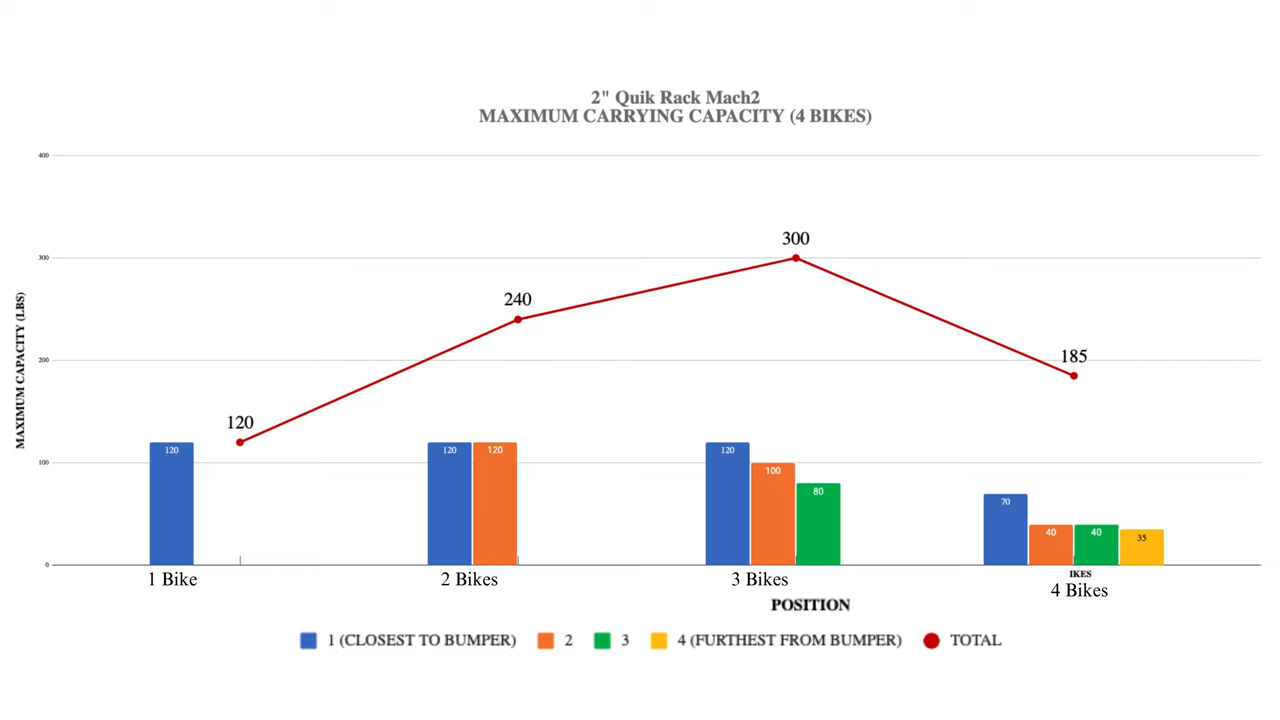 2" Quik Rack Mach2
MAXIMUM CARRYING CAPACITY (4 BIKES)
MAXIMUM CAPACITY (LBS)
400
300
200
100
0
120
240
300
185
120
120 120
120 100 80
70 40 40 35
1 Bike 2 Bikes 3 Bikes
IKES
4 Bikes
POSITION
1 (CLOSEST TO BUMPER) 2 3 4 (FURTHEST FROM BUMPER) TOTAL